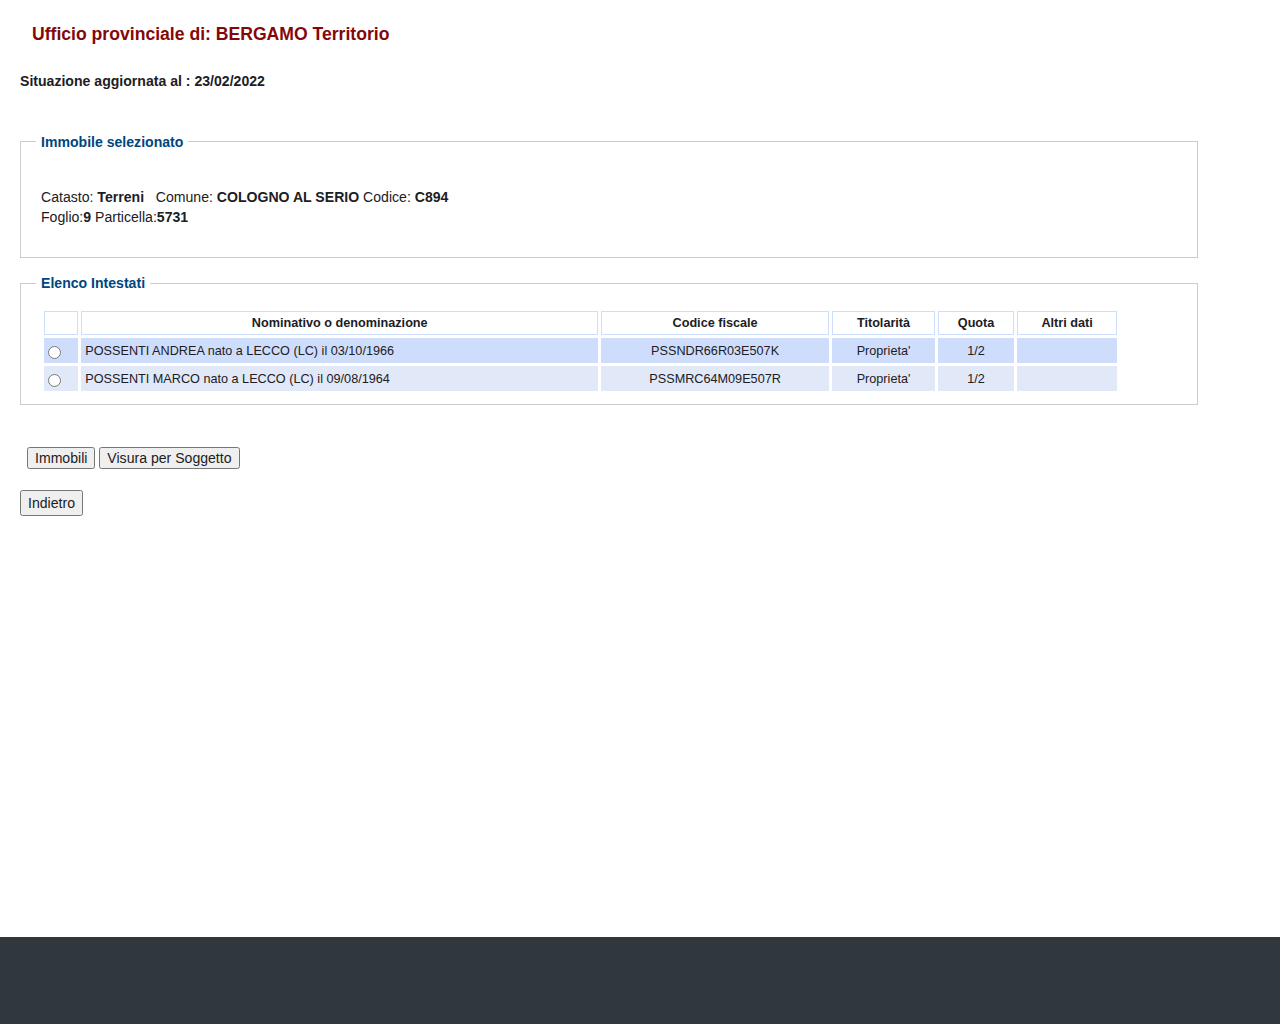 Ufficio provinciale di: BERGAMO Territorio
Situazione aggiornata al : 23/02/2022
Immobile selezionato
Catasto: Terreni   Comune: COLOGNO AL SERIO Codice: C894
Foglio:9 Particella:5731
Elenco Intestati
Nominativo o denominazione Codice fiscale Titolarità Quota Altri dati
POSSENTI ANDREA nato a LECCO (LC) il 03/10/1966 PSSNDR66R03E507K Proprieta' 1/2
POSSENTI MARCO nato a LECCO (LC) il 09/08/1964 PSSMRC64M09E507R Proprieta' 1/2
Immobili Visura per Soggetto
Indietro